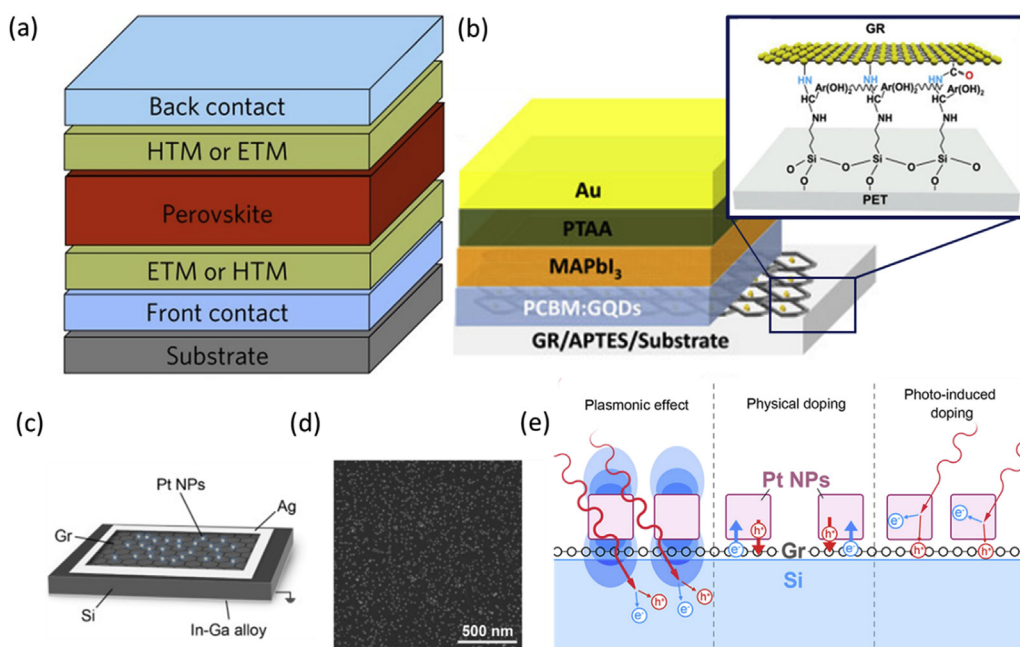 (a)
Back contact
HTM or ETM
Perovskite
ETM or HTM
Front contact
Substrate
(b)
Au
PTAA
MAPbI₃
PCBM:GQDs
GR/APTES/Substrate
GR
HN HN HN C O
Ar(OH)₂ Ar(OH)₂ Ar(OH)₂
HC HC HC
NH NH NH
O Si O Si O Si O
O O O
PET
(c)
Pt NPs
Ag
Gr
Si
In-Ga alloy
(d)
500 nm
(e)
Plasmonic effect
Physical doping
Photo-induced
doping
Pt NPs
h⁺ h⁺
e⁻ e⁻
e⁻ e⁻
Gr
h⁺ h⁺
Si
h⁺ h⁺
e⁻ e⁻